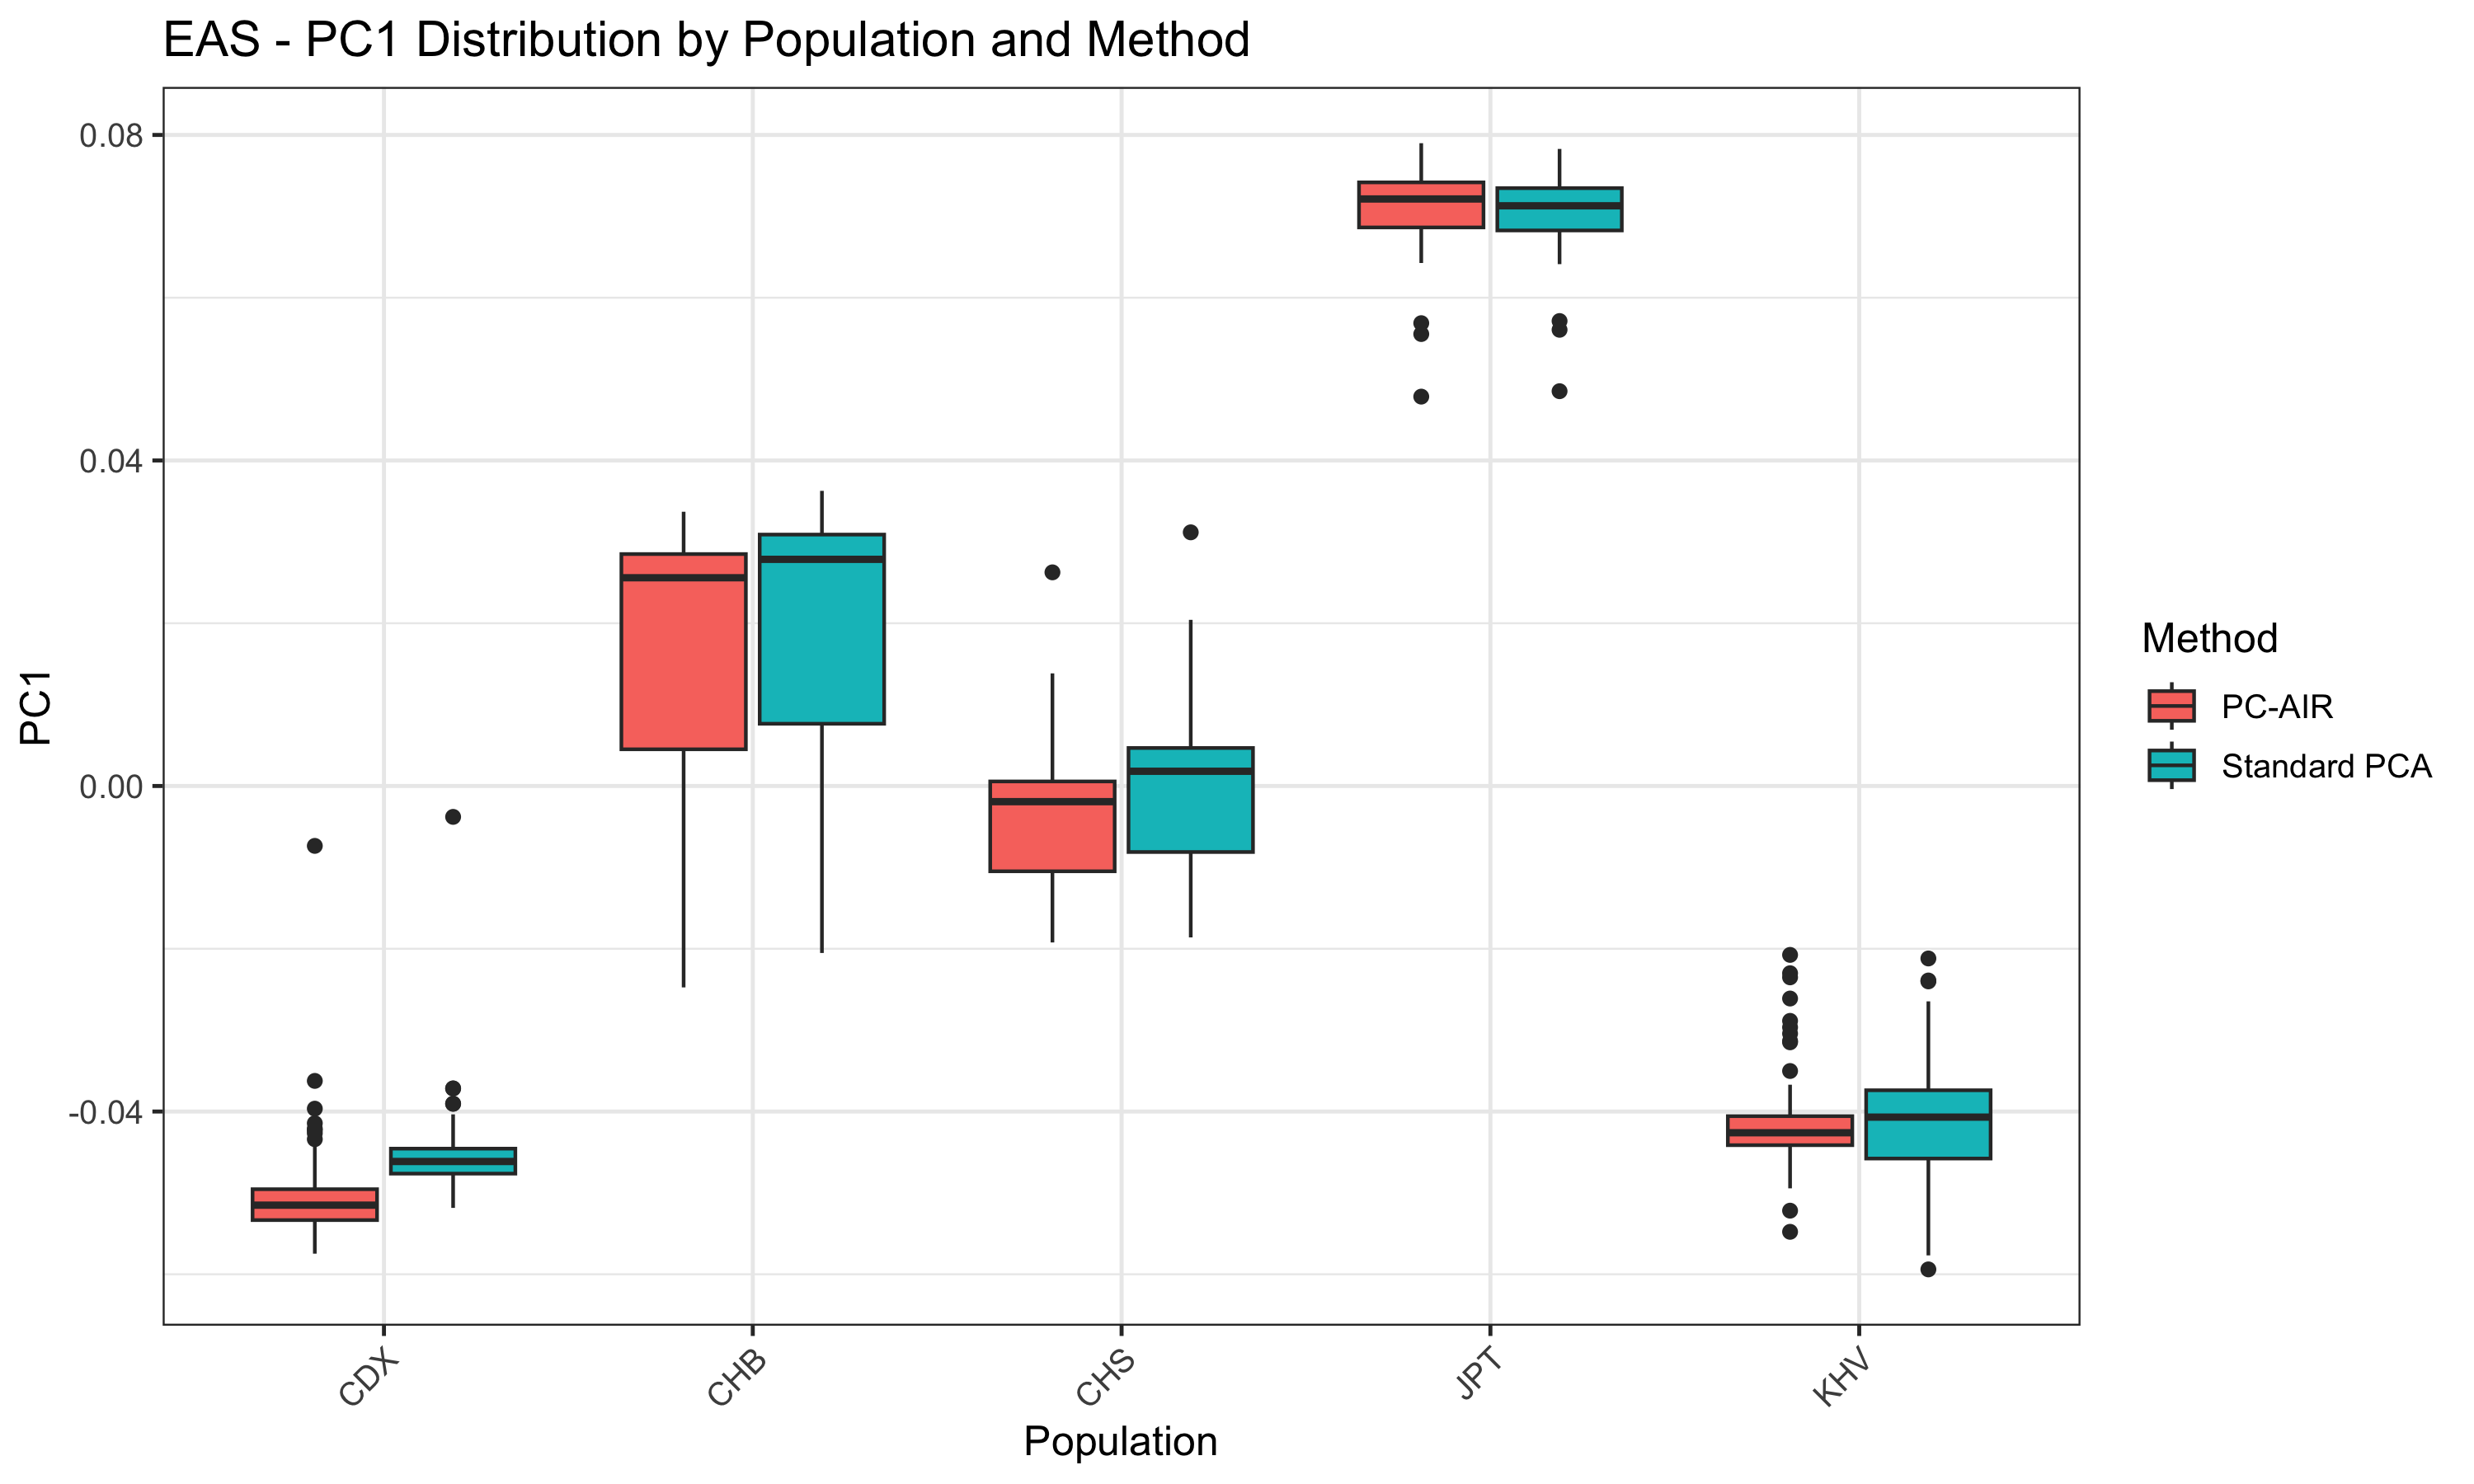 EAS - PC1 Distribution by Population and Method
0.08
0.04
0.00
-0.04
PC1
CDX
CHB
CHS
JPT
KHV
Population
Method
PC-AIR
Standard PCA